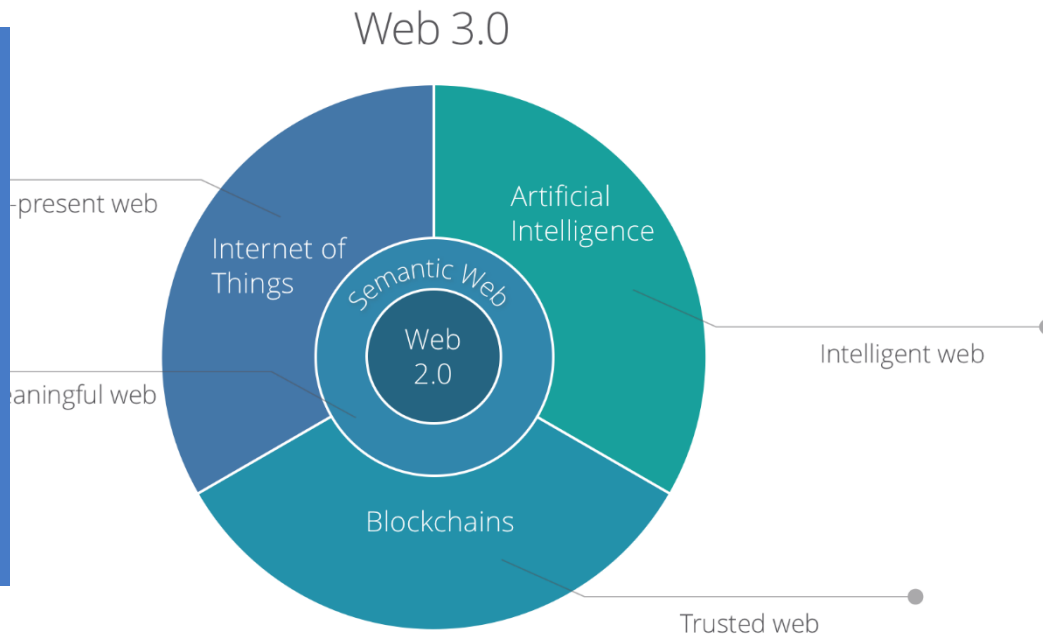 Web 3.0
-present web
Artificial
Intelligence
Internet of
Things
Semantic Web
Web
2.0
Intelligent web
eaningful web
Blockchains
Trusted web